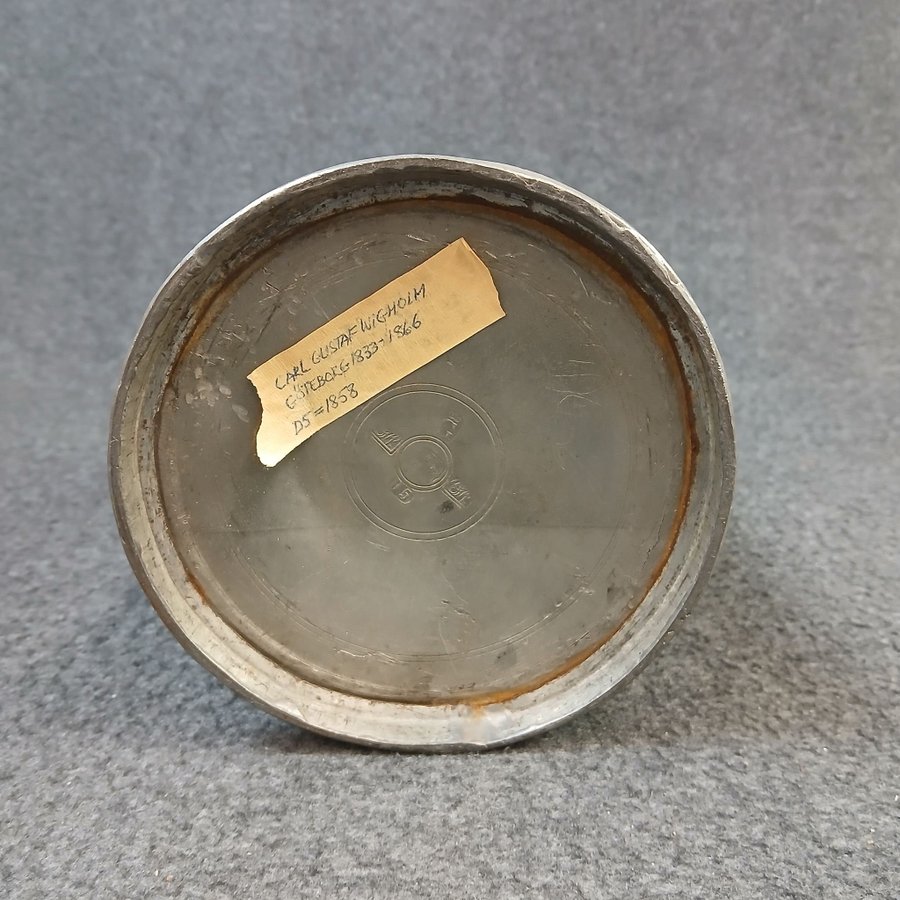 CARL GUSTAF WIGHOLM
GÖTEBORG 1833-1866
D5 = 1858